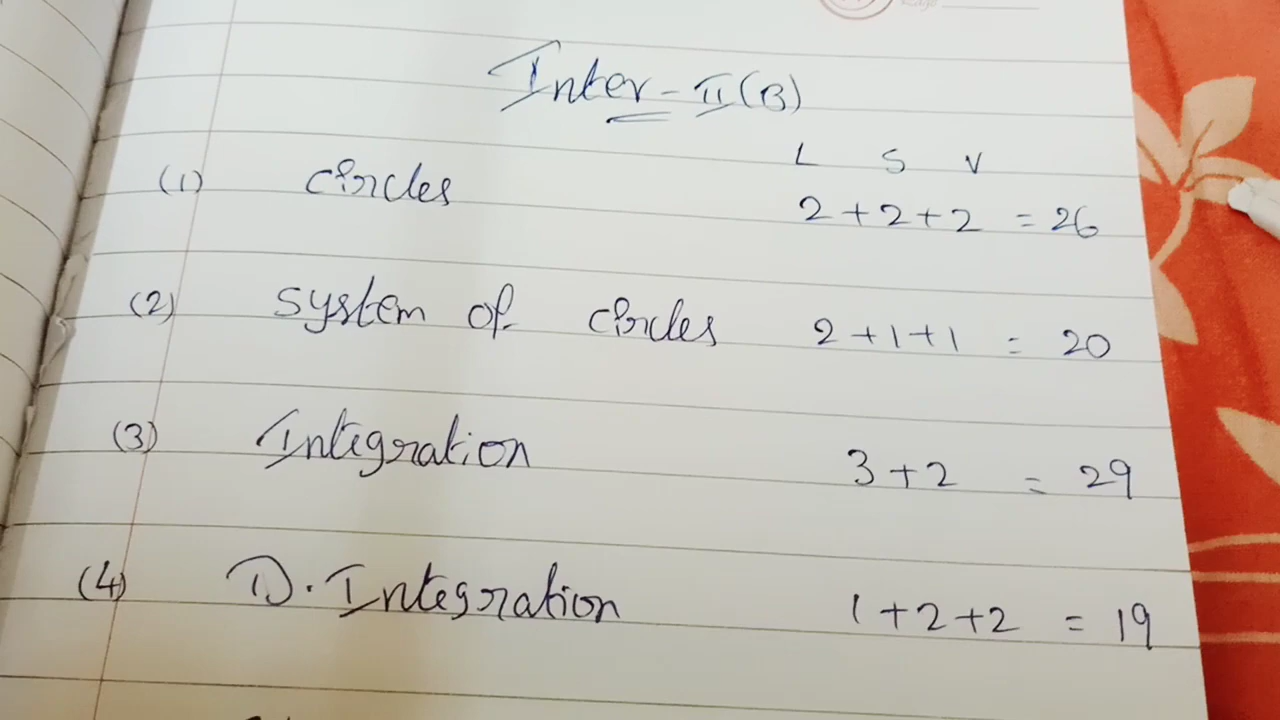 Inter-II(B)
L S V
(1) circles 2+2+2 = 26
(2) system of circles 2+1+1 = 20
(3) Integration 3+2 = 29
(4) D. Integration 1+2+2 = 19